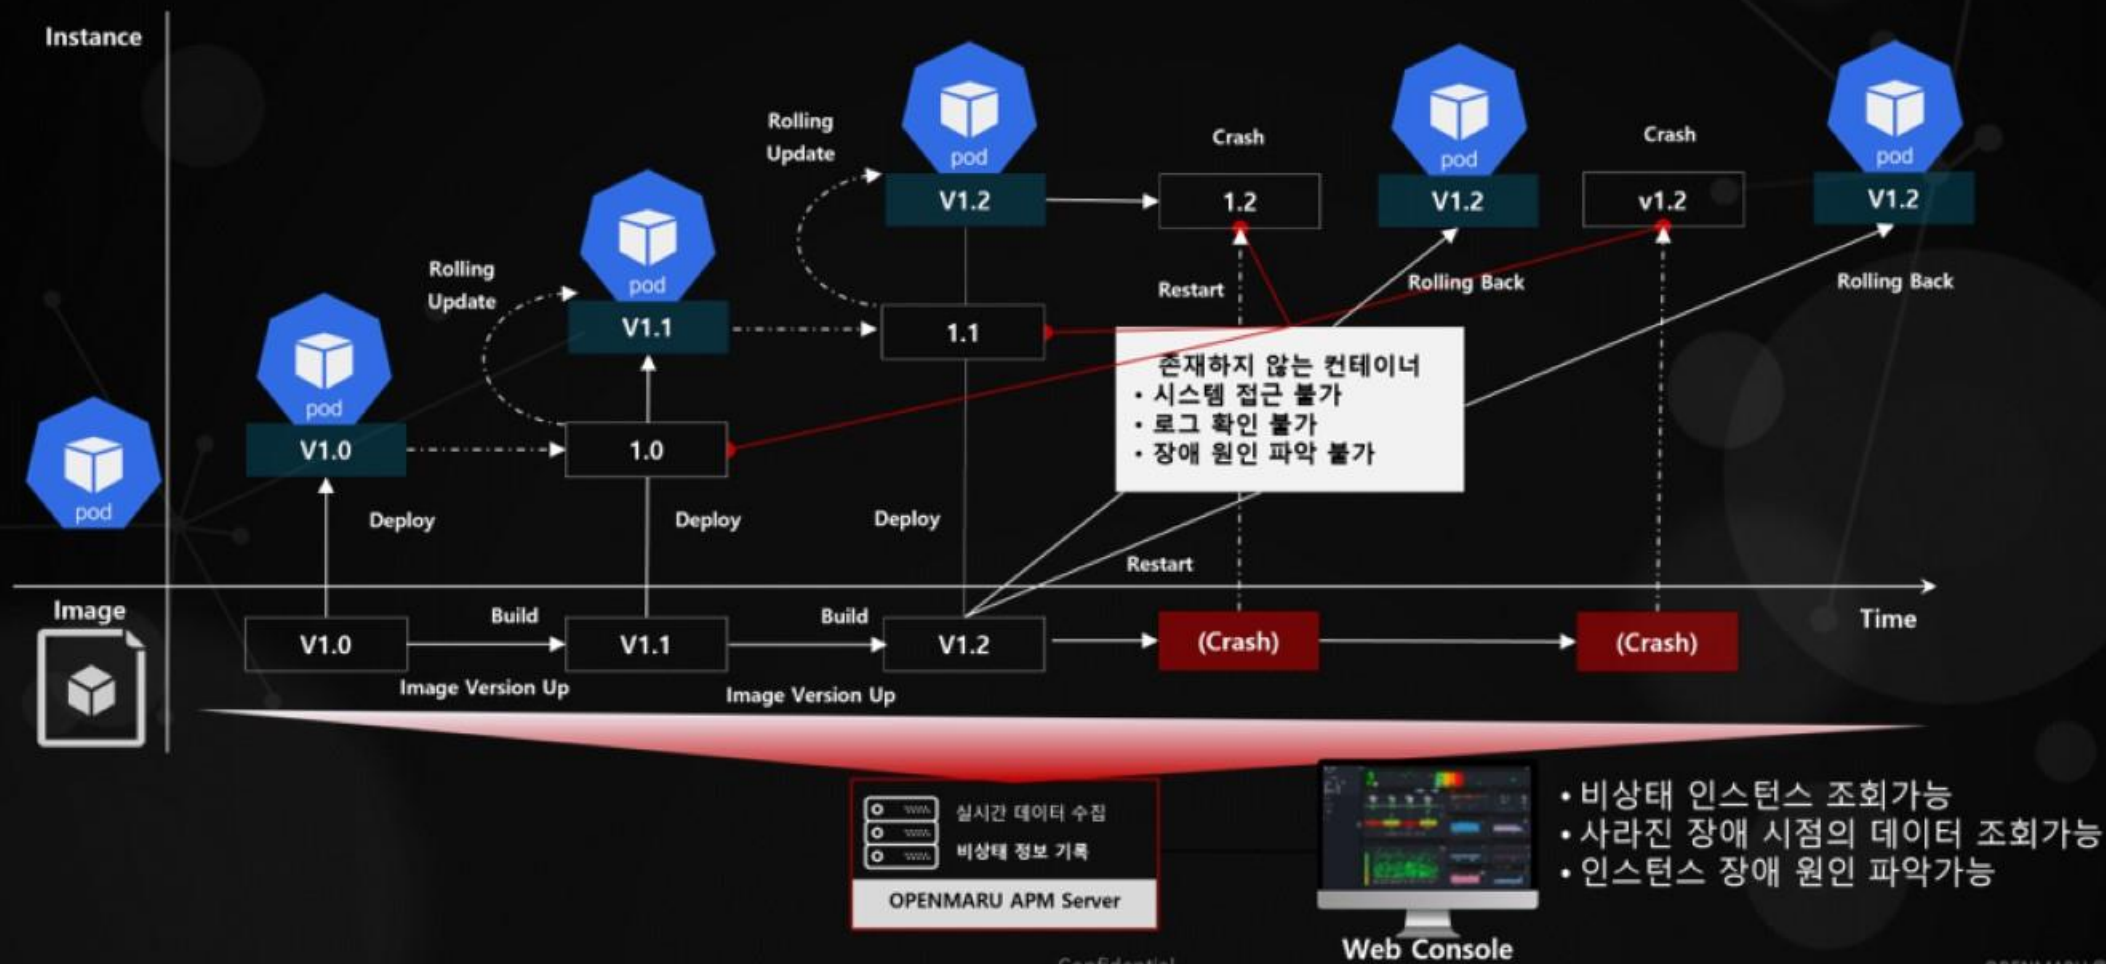 Instance
Rolling
Update
pod
V1.2
Crash
1.2
pod
V1.2
Crash
v1.2
pod
V1.2
Rolling
Update
pod
V1.1
1.1
Restart
Rolling Back
Rolling Back
pod
V1.0
1.0
존재하지 않는 컨테이너
• 시스템 접근 불가
• 로그 확인 불가
• 장애 원인 파악 불가
pod
Deploy
Deploy
Deploy
Restart
Image
Time
V1.0
Build
V1.1
Build
V1.2
(Crash)
(Crash)
Image Version Up
Image Version Up
실시간 데이터 수집
비상태 정보 기록
OPENMARU APM Server
Web Console
• 비상태 인스턴스 조회가능
• 사라진 장애 시점의 데이터 조회가능
• 인스턴스 장애 원인 파악가능